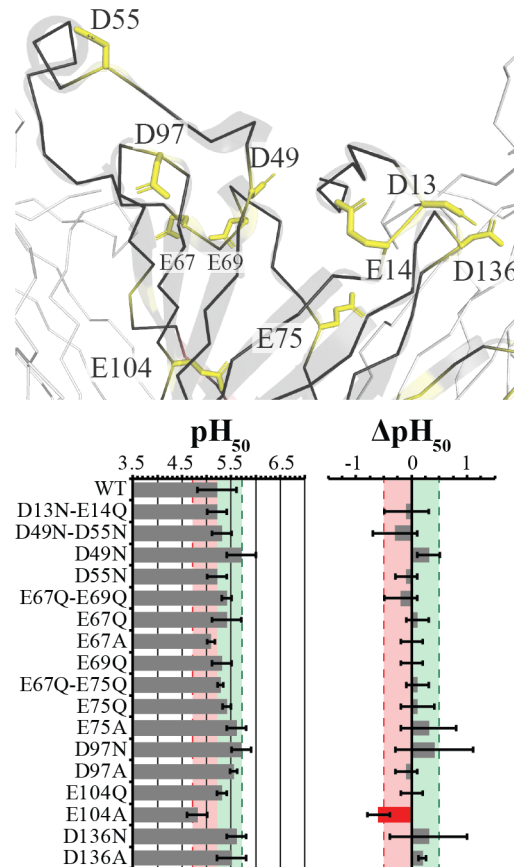 D55
D97
D49
D13
E67
E69
E14
D136
E75
E104
pH50
ΔpH50
3.5 4.5 5.5 6.5
-1 0 1
WT
D13N-E14Q
D49N-D55N
D49N
D55N
E67Q-E69Q
E67Q
E67A
E69Q
E67Q-E75Q
E75Q
E75A
D97N
D97A
E104Q
E104A
D136N
D136A